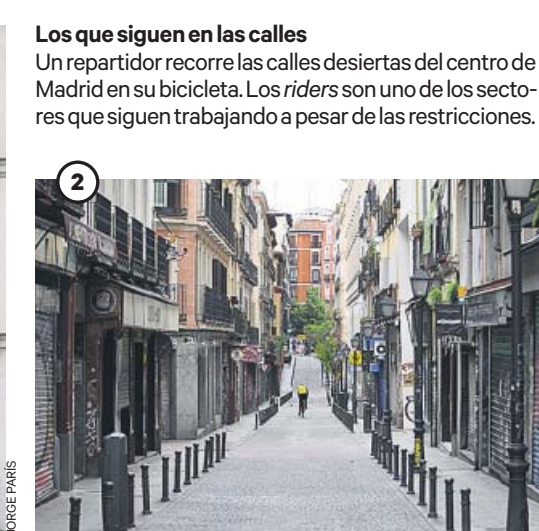 Los que siguen en las calles
Un repartidor recorre las calles desiertas del centro de
Madrid en su bicicleta. Los riders son uno de los secto-
res que siguen trabajando a pesar de las restricciones.
2
JORGE PARÍS